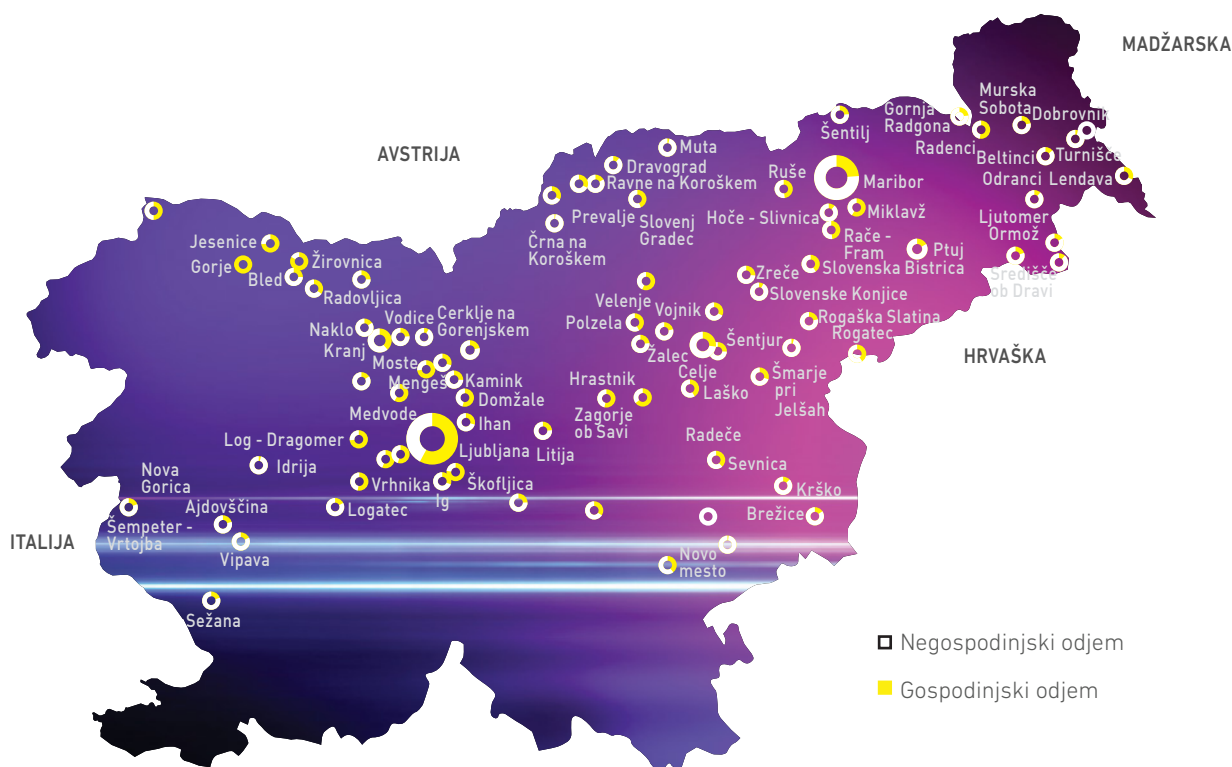 MADŽARSKA
AVSTRIJA
HRVAŠKA
ITALIJA
Murska
Sobota
Dobrovnik
Gornja
Radgona
Šentilj
Radenci
Beltinci
Turnišče
Odranci
Lendava
Muta
Dravograd
Ravne na Koroškem
Ruše
Maribor
Prevalje
Slovenj
Gradec
Hoče - Slivnica
Miklavž
Ljutomer
Ormož
Črna na
Koroškem
Rače -
Fram
Ptuj
Jesenice
Gorje
Žirovnica
Bled
Radovljica
Zreče
Slovenska Bistrica
Središče
ob Dravi
Slovenske Konjice
Velenje
Vojnik
Polzela
Vodice
Cerklje na
Gorenjskem
Naklo
Kranj
Rogaška Slatina
Rogatec
Žalec
Šentjur
Celje
Moste
Mengeš
Kamink
Domžale
Hrastnik
Laško
Šmarje
pri
Jelšah
Medvode
Ihan
Zagorje
ob Savi
Log - Dragomer
Ljubljana
Litija
Radeče
Sevnica
Idrija
Nova
Gorica
Vrhnika
Ig
Škofljica
Krško
Ajdovščina
Logatec
Brežice
Šempeter -
Vrtojba
Vipava
Novo
mesto
Sežana
Negospodinjski odjem
Gospodinjski odjem